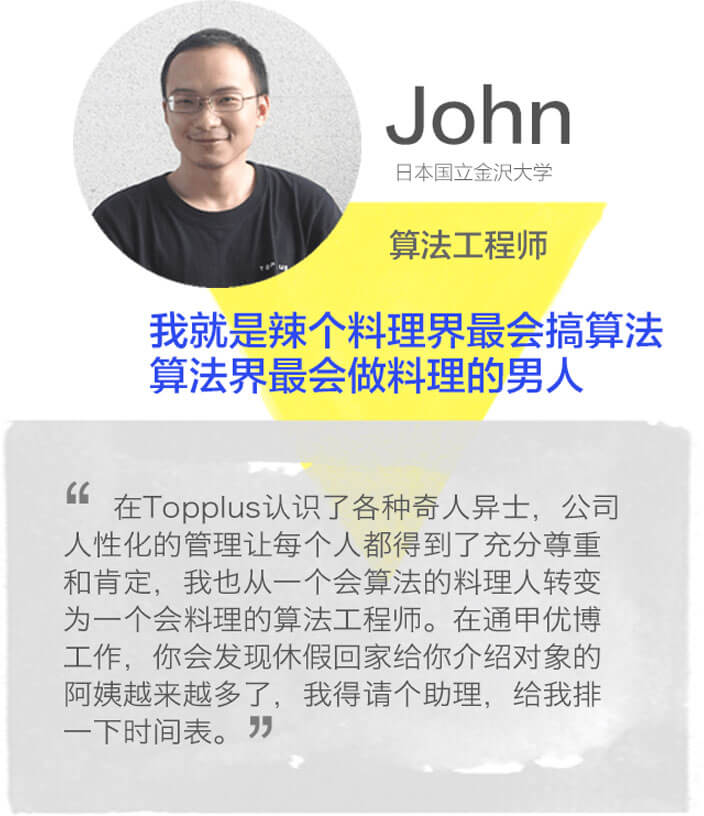 John
日本国立金沢大学
算法工程师
我就是辣个料理界最会搞算法
算法界最会做料理的男人
“ 在Topplus认识了各种奇人异士，公司
人性化的管理让每个人都得到了充分尊重
和肯定，我也从一个会算法的料理人转变
为一个会料理的算法工程师。在通甲优博
工作，你会发现休假回家给你介绍对象的
阿姨越来越多了，我得请个助理，给我排
一下时间表。”